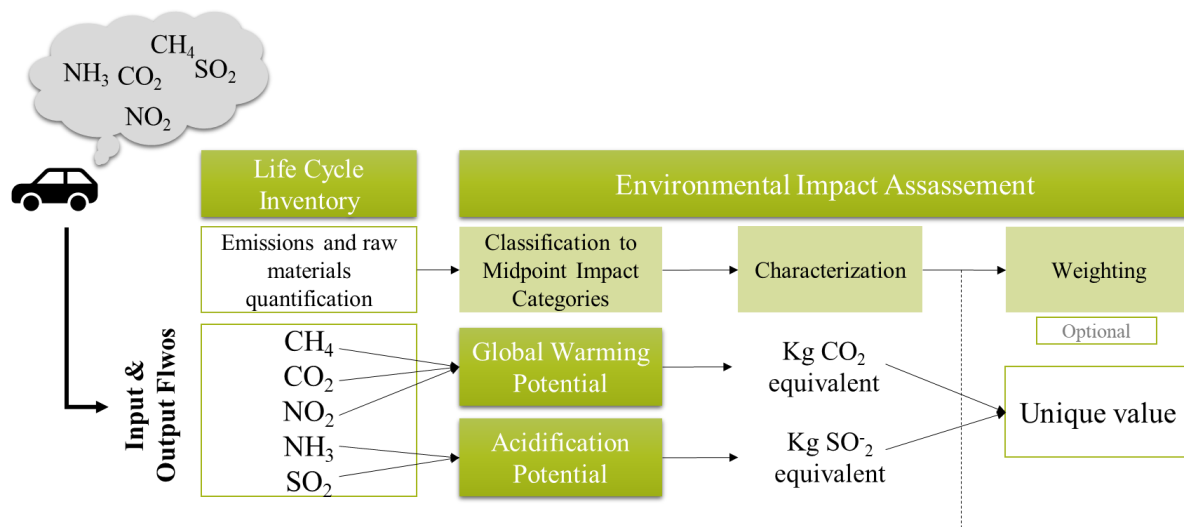 CH₄
NH₃ CO₂ SO₂
NO₂
Life Cycle
Inventory
Environmental Impact Assassement
Emissions and raw
materials
quantification
Classification to
Midpoint Impact
Categories
Characterization
Weighting
Optional
Input &
Output Flwos
CH₄
CO₂
NO₂
NH₃
SO₂
Global Warming
Potential
Acidification
Potential
Kg CO₂
equivalent
Kg SO⁻₂
equivalent
Unique value